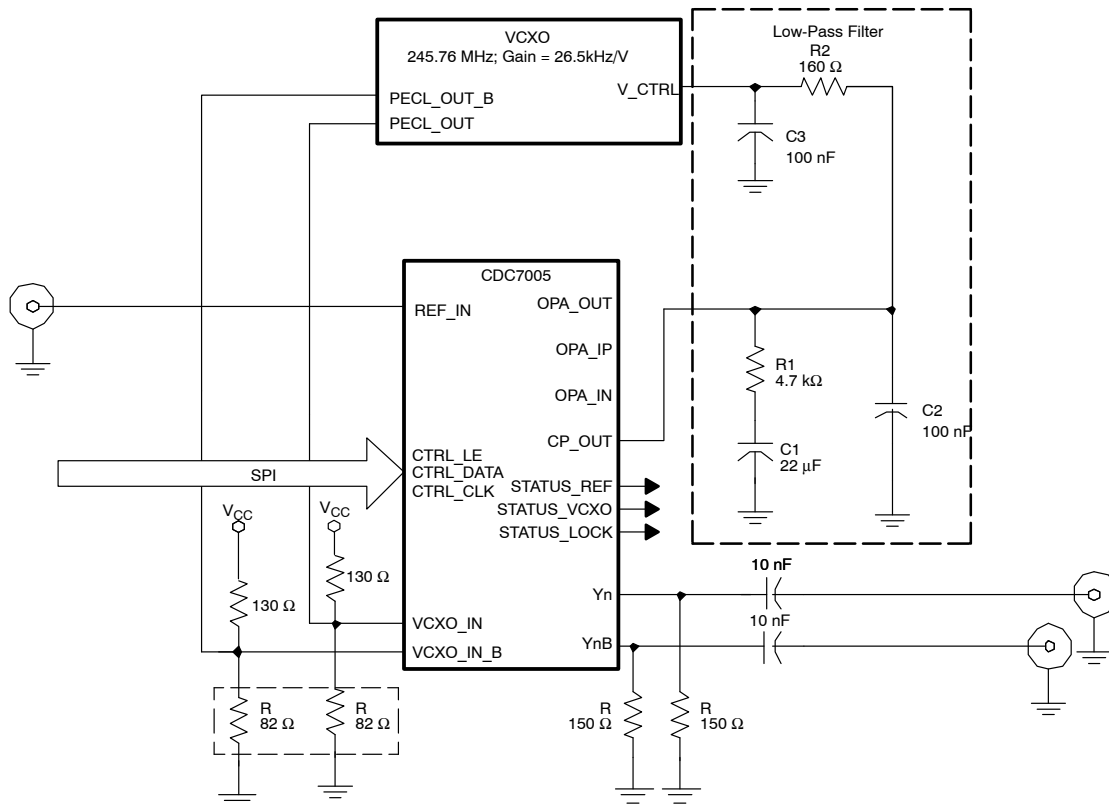 VCXO
245.76 MHz; Gain = 26.5kHz/V
V_CTRL
PECL_OUT_B
PECL_OUT
Low-Pass Filter
R2
160 Ω
C3
100 nF
CDC7005
REF_IN
OPA_OUT
OPA_IP
OPA_IN
CP_OUT
R1
4.7 kΩ
C1
22 μF
C2
100 nF
SPI
CTRL_LE
CTRL_DATA
CTRL_CLK
STATUS_REF
STATUS_VCXO
STATUS_LOCK
VCC
VCC
130 Ω
130 Ω
VCXO_IN
VCXO_IN_B
Yn
YnB
10 nF
10 nF
R
82 Ω
R
82 Ω
R
150 Ω
R
150 Ω